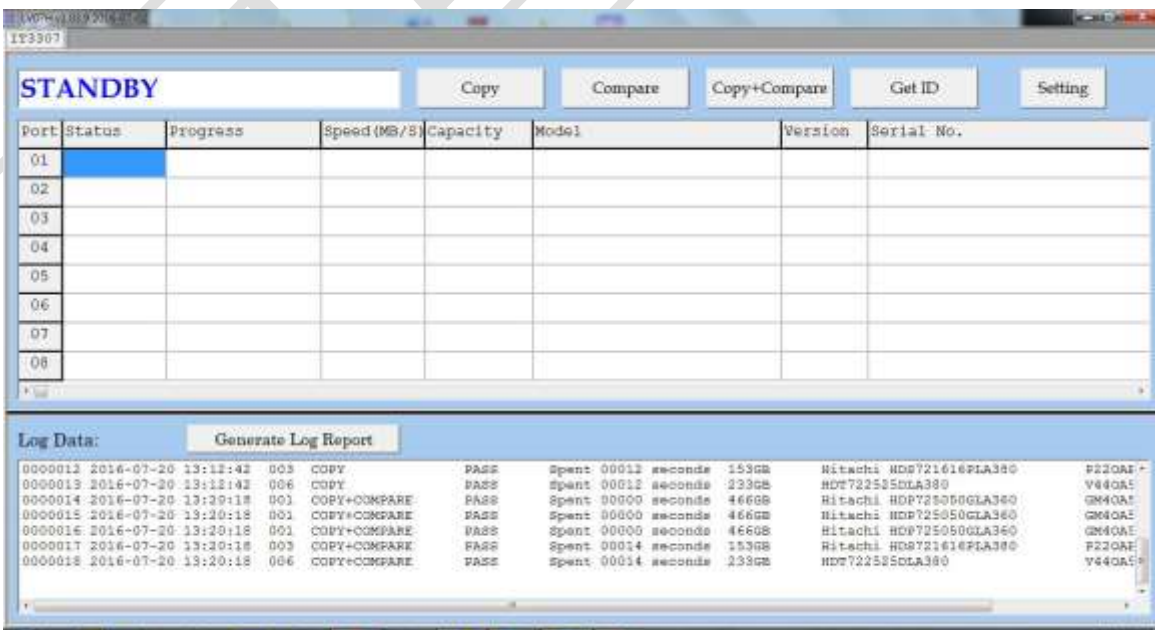 IT3307
STANDBY Copy Compare Copy+Compare Get ID Setting
Port Status Progress Speed(MB/S) Capacity Model Version Serial No.
01
02
03
04
05
06
07
08
Log Data: Generate Log Report
0000012 2016-07-20 13:12:42 003 COPY PASS Spent 00012 seconds 153GB Hitachi HDS721616PLA380 P22OAB
0000013 2016-07-20 13:12:42 006 COPY PASS Spent 00012 seconds 233GB HDT722525DLA380 V44OA5
0000014 2016-07-20 13:20:18 001 COPY+COMPARE PASS Spent 00000 seconds 466GB Hitachi HDP725050GLA360 GM4OA5
0000015 2016-07-20 13:20:18 001 COPY+COMPARE PASS Spent 00000 seconds 466GB Hitachi HDP725050GLA360 GM4OA5
0000016 2016-07-20 13:20:18 001 COPY+COMPARE PASS Spent 00000 seconds 466GB Hitachi HDP725050GLA360 GM4OA5
0000017 2016-07-20 13:20:18 003 COPY+COMPARE PASS Spent 00014 seconds 153GB Hitachi HDS721616PLA380 P22OAB
0000018 2016-07-20 13:20:18 006 COPY+COMPARE PASS Spent 00014 seconds 233GB HDT722525DLA380 V44OA5